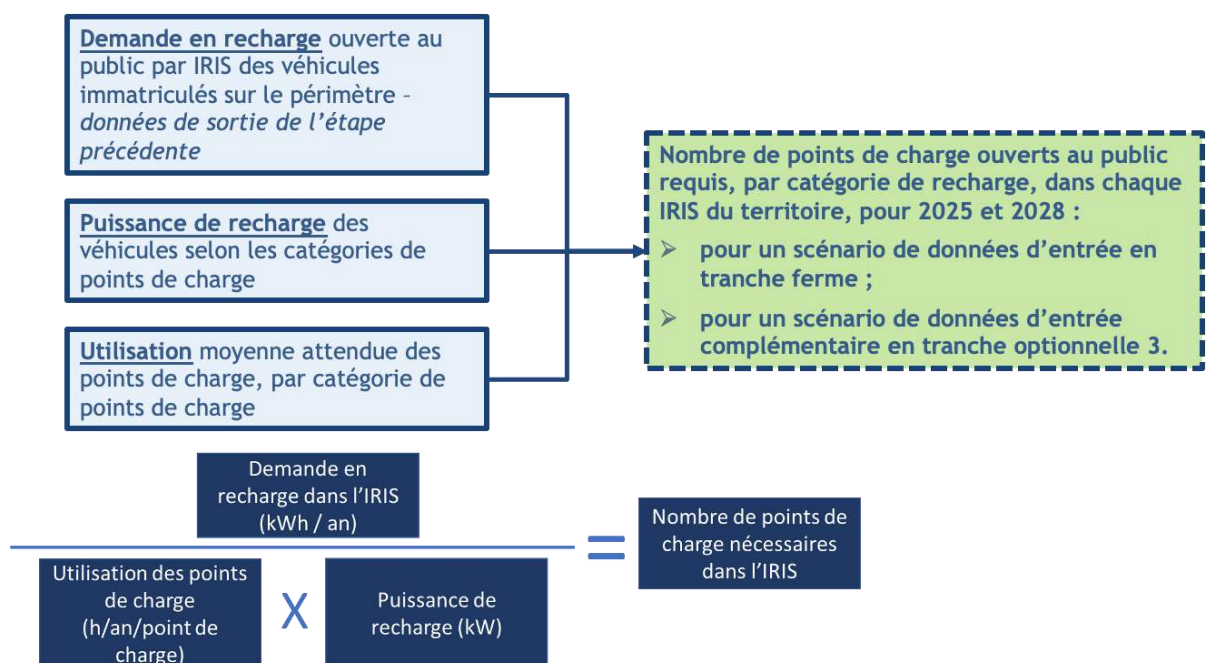 Demande en recharge ouverte au
public par IRIS des véhicules
immatriculés sur le périmètre –
données de sortie de l'étape
précédente
Puissance de recharge des
véhicules selon les catégories de
points de charge
Utilisation moyenne attendue des
points de charge, par catégorie de
points de charge
Nombre de points de charge ouverts au public
requis, par catégorie de recharge, dans chaque
IRIS du territoire, pour 2025 et 2028 :
➢ pour un scénario de données d'entrée en
tranche ferme ;
➢ pour un scénario de données d'entrée
complémentaire en tranche optionnelle 3.
Demande en
recharge dans l'IRIS
(kWh / an)
Utilisation des points
de charge
(h/an/point de
charge)
X
Puissance de
recharge (kW)
=
Nombre de points de
charge nécessaires
dans l'IRIS